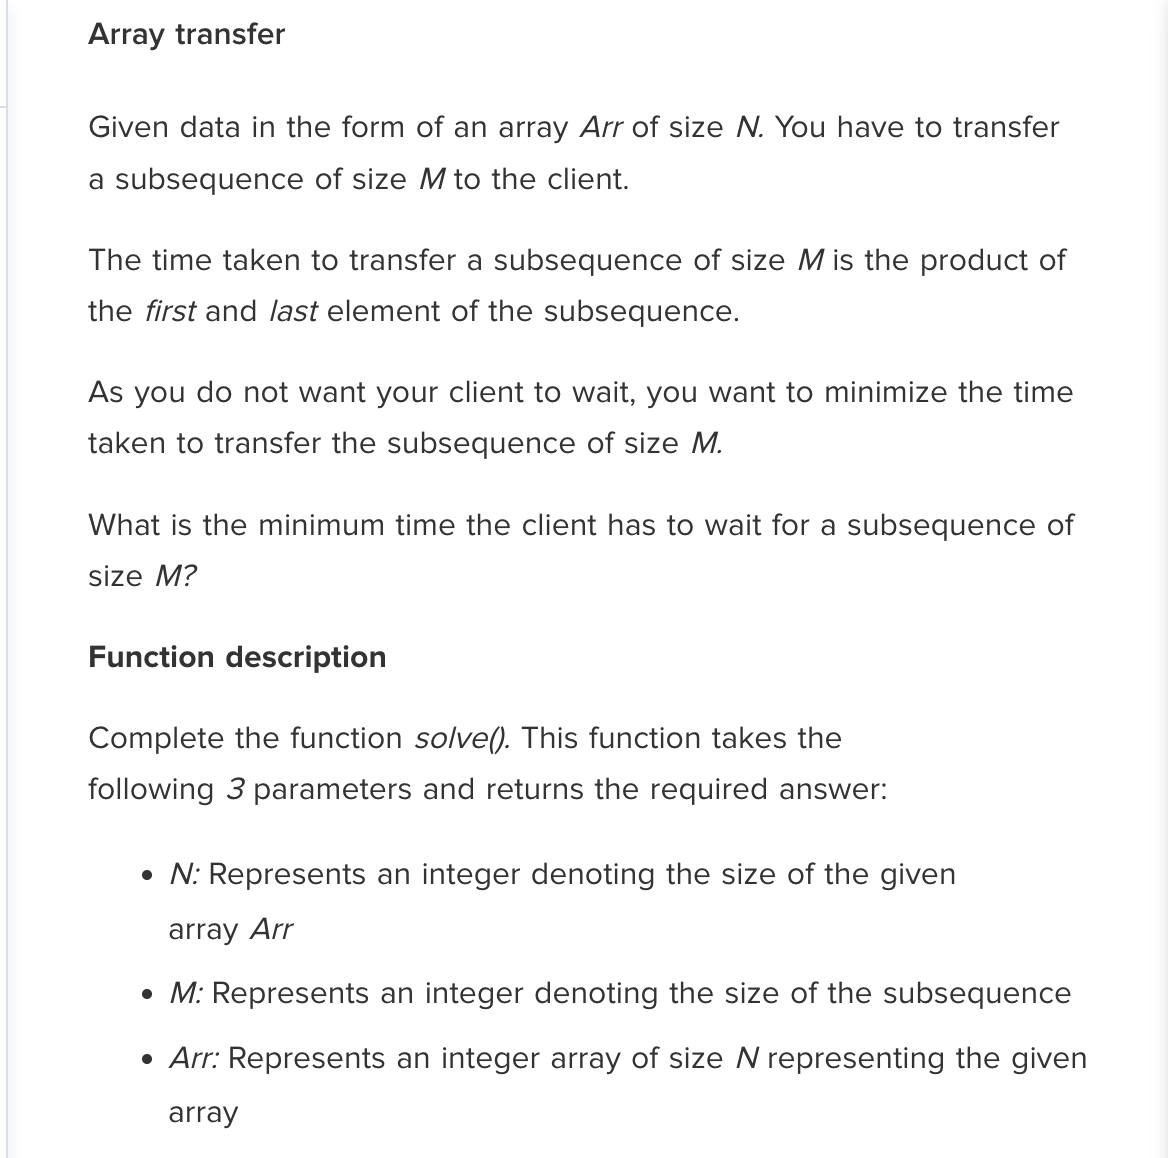 Array transfer
Given data in the form of an array Arr of size N. You have to transfer
a subsequence of size M to the client.
The time taken to transfer a subsequence of size M is the product of
the first and last element of the subsequence.
As you do not want your client to wait, you want to minimize the time
taken to transfer the subsequence of size M.
What is the minimum time the client has to wait for a subsequence of
size M?
Function description
Complete the function solve(). This function takes the
following 3 parameters and returns the required answer:
• N: Represents an integer denoting the size of the given
array Arr
• M: Represents an integer denoting the size of the subsequence
• Arr: Represents an integer array of size N representing the given
array